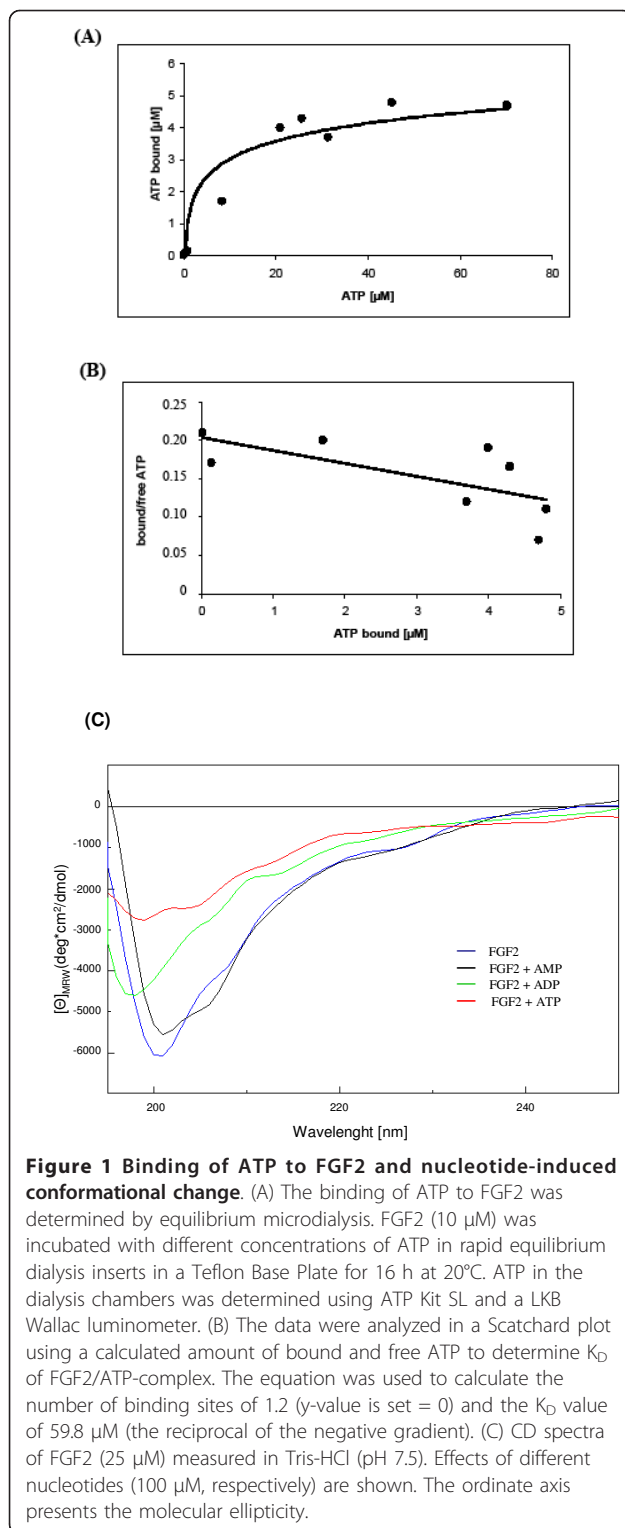 (A)
6
5
4
3
2
1
0
ATP bound [µM]
0 20 40 60 80
ATP [µM]
(B)
0.25
0.20
0.15
0.10
0.05
0
bound/free ATP
0 1 2 3 4 5
ATP bound [µM]
(C)
0
-1000
-2000
-3000
-4000
-5000
-6000
[Θ]MRW(deg*cm²/dmol)
FGF2
FGF2 + AMP
FGF2 + ADP
FGF2 + ATP
200 220 240
Wavelenght [nm]
Figure 1 Binding of ATP to FGF2 and nucleotide-induced
conformational change. (A) The binding of ATP to FGF2 was
determined by equilibrium microdialysis. FGF2 (10 µM) was
incubated with different concentrations of ATP in rapid equilibrium
dialysis inserts in a Teflon Base Plate for 16 h at 20°C. ATP in the
dialysis chambers was determined using ATP Kit SL and a LKB
Wallac luminometer. (B) The data were analyzed in a Scatchard plot
using a calculated amount of bound and free ATP to determine KD
of FGF2/ATP-complex. The equation was used to calculate the
number of binding sites of 1.2 (y-value is set = 0) and the KD value
of 59.8 µM (the reciprocal of the negative gradient). (C) CD spectra
of FGF2 (25 µM) measured in Tris-HCl (pH 7.5). Effects of different
nucleotides (100 µM, respectively) are shown. The ordinate axis
presents the molecular ellipticity.